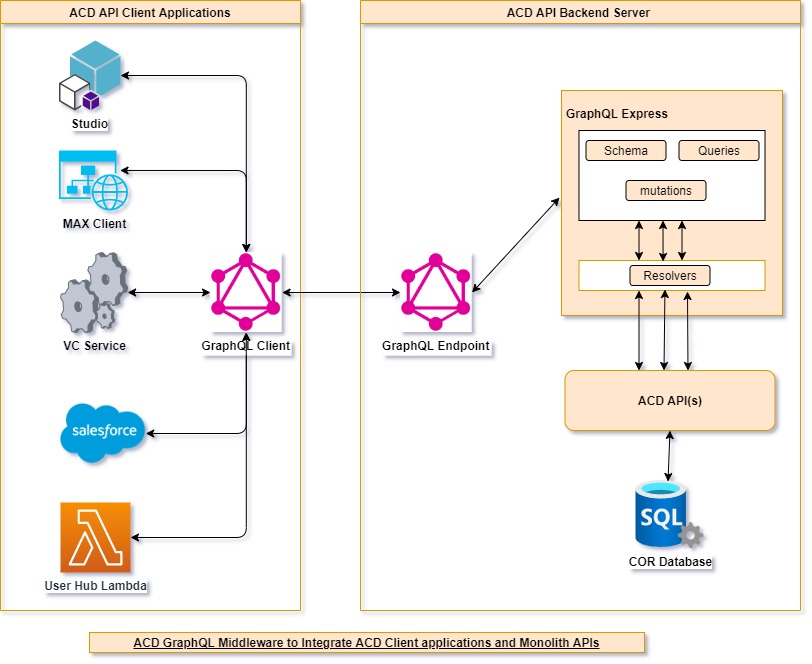 ACD API Client Applications
Studio
MAX Client
VC Service
GraphQL Client
salesforce
User Hub Lambda
ACD API Backend Server
GraphQL Endpoint
GraphQL Express
Schema
Queries
mutations
Resolvers
ACD API(s)
SQL
COR Database
ACD GraphQL Middleware to Integrate ACD Client applications and Monolith APIs